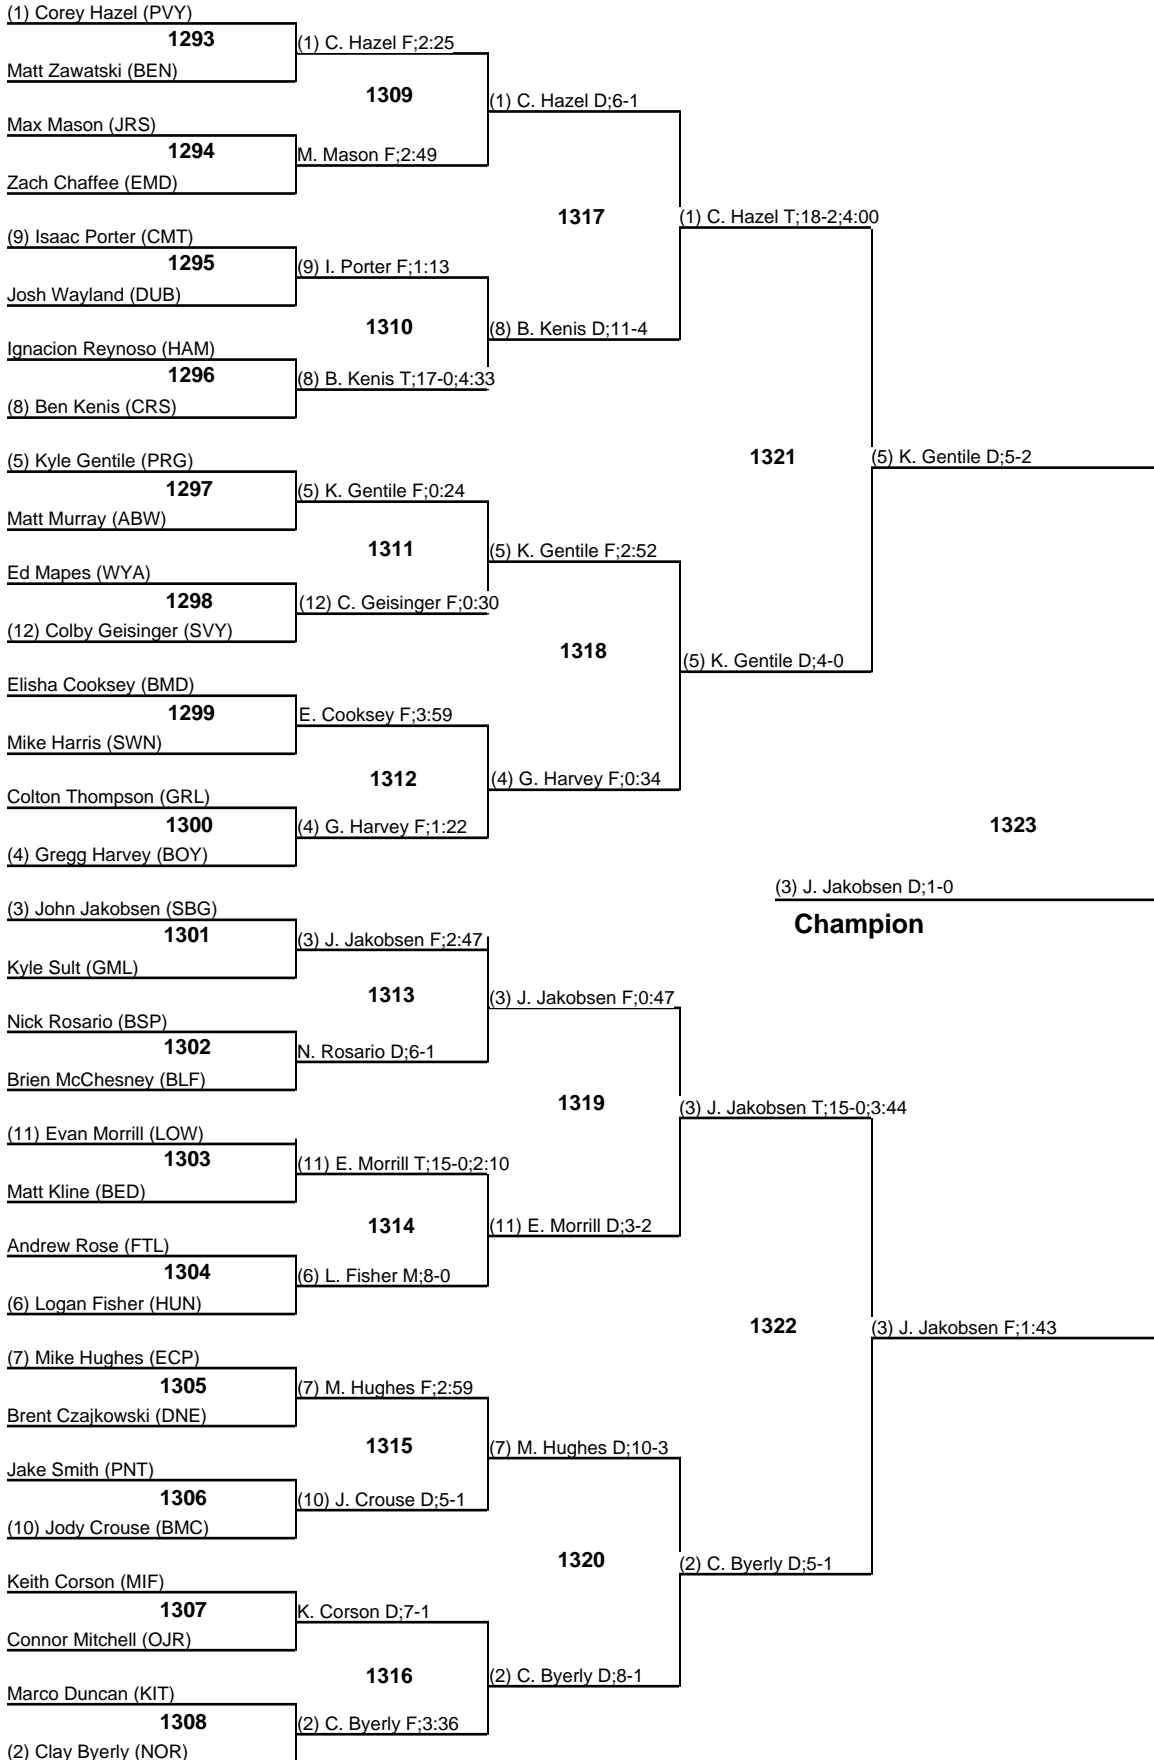 (1) Corey Hazel (PVY)
1293
(1) C. Hazel F;2:25
Matt Zawatski (BEN)
1309
(1) C. Hazel D;6-1
Max Mason (JRS)
1294
M. Mason F;2:49
Zach Chaffee (EMD)
1317
(1) C. Hazel T;18-2;4:00
(9) Isaac Porter (CMT)
1295
(9) I. Porter F;1:13
Josh Wayland (DUB)
1310
(8) B. Kenis D;11-4
Ignacion Reynoso (HAM)
1296
(8) B. Kenis T;17-0;4:33
(8) Ben Kenis (CRS)
1321
(5) K. Gentile D;5-2
(5) Kyle Gentile (PRG)
1297
(5) K. Gentile F;0:24
Matt Murray (ABW)
1311
(5) K. Gentile F;2:52
Ed Mapes (WYA)
1298
(12) C. Geisinger F;0:30
(12) Colby Geisinger (SVY)
1318
(5) K. Gentile D;4-0
Elisha Cooksey (BMD)
1299
E. Cooksey F;3:59
Mike Harris (SWN)
1312
(4) G. Harvey F;0:34
Colton Thompson (GRL)
1300
(4) G. Harvey F;1:22
(4) Gregg Harvey (BOY)
1323
(3) J. Jakobsen D;1-0
Champion
(3) John Jakobsen (SBG)
1301
(3) J. Jakobsen F;2:47
Kyle Sult (GML)
1313
(3) J. Jakobsen F;0:47
Nick Rosario (BSP)
1302
N. Rosario D;6-1
Brien McChesney (BLF)
1319
(3) J. Jakobsen T;15-0;3:44
(11) Evan Morrill (LOW)
1303
(11) E. Morrill T;15-0;2:10
Matt Kline (BED)
1314
(11) E. Morrill D;3-2
Andrew Rose (FTL)
1304
(6) L. Fisher M;8-0
(6) Logan Fisher (HUN)
1322
(3) J. Jakobsen F;1:43
(7) Mike Hughes (ECP)
1305
(7) M. Hughes F;2:59
Brent Czajkowski (DNE)
1315
(7) M. Hughes D;10-3
Jake Smith (PNT)
1306
(10) J. Crouse D;5-1
(10) Jody Crouse (BMC)
1320
(2) C. Byerly D;5-1
Keith Corson (MIF)
1307
K. Corson D;7-1
Connor Mitchell (OJR)
1316
(2) C. Byerly D;8-1
Marco Duncan (KIT)
1308
(2) C. Byerly F;3:36
(2) Clay Byerly (NOR)